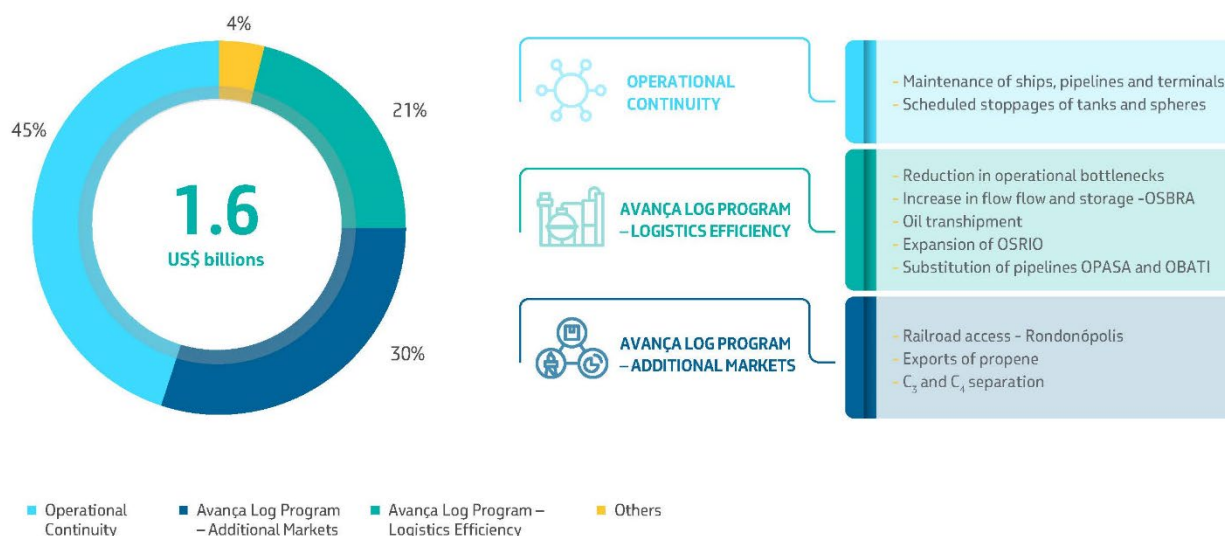 4%
21%
45%
30%
1.6
US$ billions
OPERATIONAL
CONTINUITY
- Maintenance of ships, pipelines and terminals
- Scheduled stoppages of tanks and spheres
AVANÇA LOG PROGRAM
– LOGISTICS EFFICIENCY
- Reduction in operational bottlenecks
- Increase in flow flow and storage -OSBRA
- Oil transhipment
- Expansion of OSRIO
- Substitution of pipelines OPASA and OBATI
AVANÇA LOG PROGRAM
– ADDITIONAL MARKETS
- Railroad access - Rondonópolis
- Exports of propene
- C₃ and C₄ separation
Operational
Continuity
Avança Log Program
– Additional Markets
Avança Log Program –
Logistics Efficiency
Others